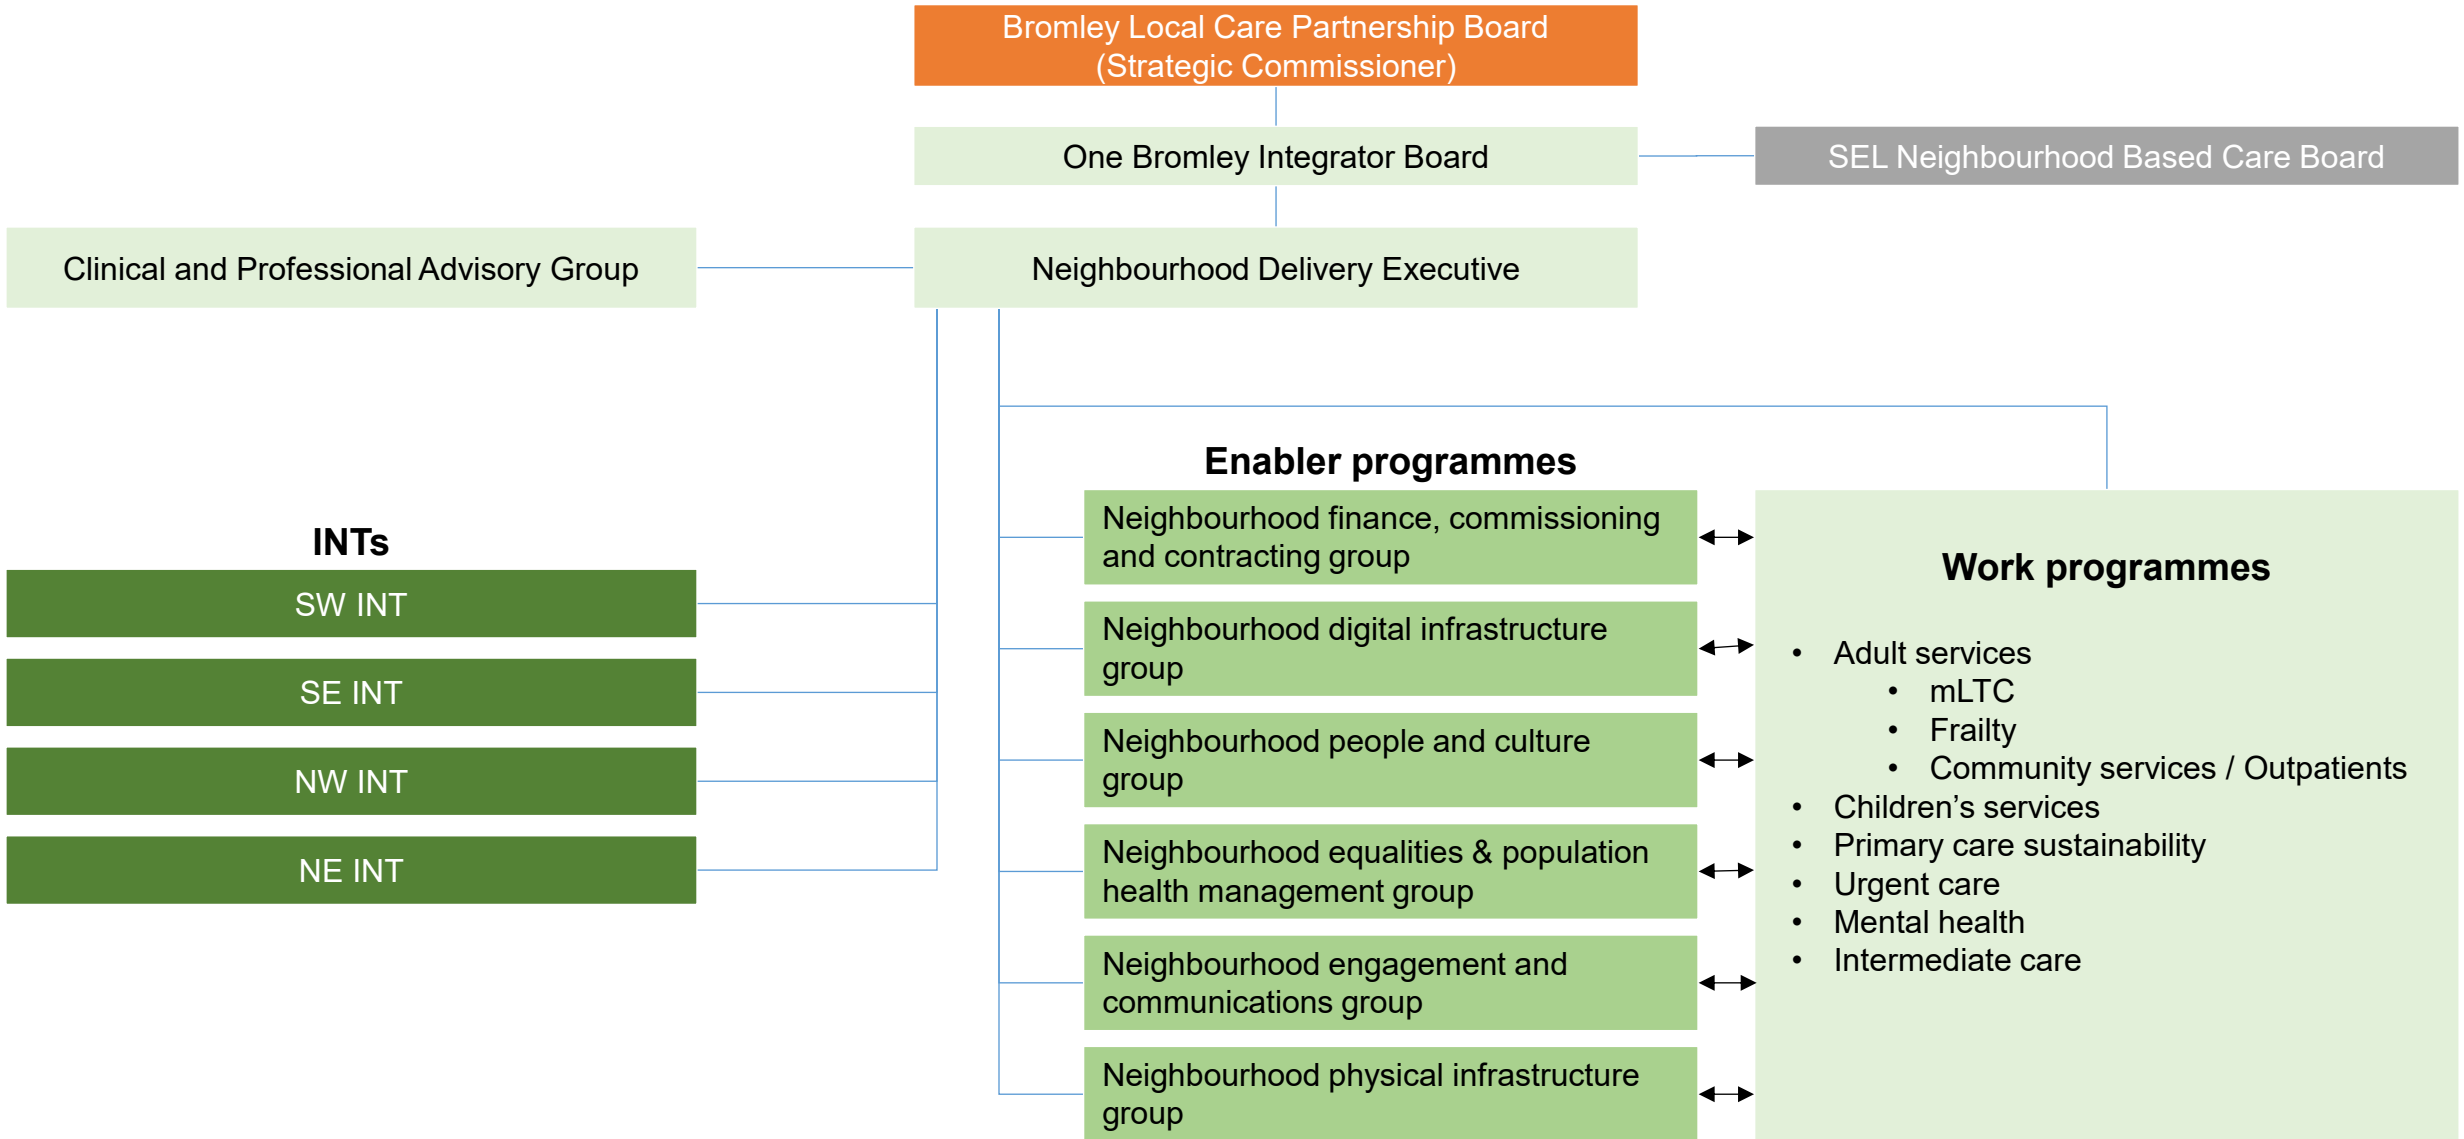 Bromley Local Care Partnership Board
(Strategic Commissioner)
One Bromley Integrator Board
SEL Neighbourhood Based Care Board
Clinical and Professional Advisory Group
Neighbourhood Delivery Executive
INTs
SW INT
SE INT
NW INT
NE INT
Enabler programmes
Neighbourhood finance, commissioning
and contracting group
Neighbourhood digital infrastructure
group
Neighbourhood people and culture
group
Neighbourhood equalities & population
health management group
Neighbourhood engagement and
communications group
Neighbourhood physical infrastructure
group
Work programmes
• Adult services
• mLTC
• Frailty
• Community services / Outpatients
• Children’s services
• Primary care sustainability
• Urgent care
• Mental health
• Intermediate care